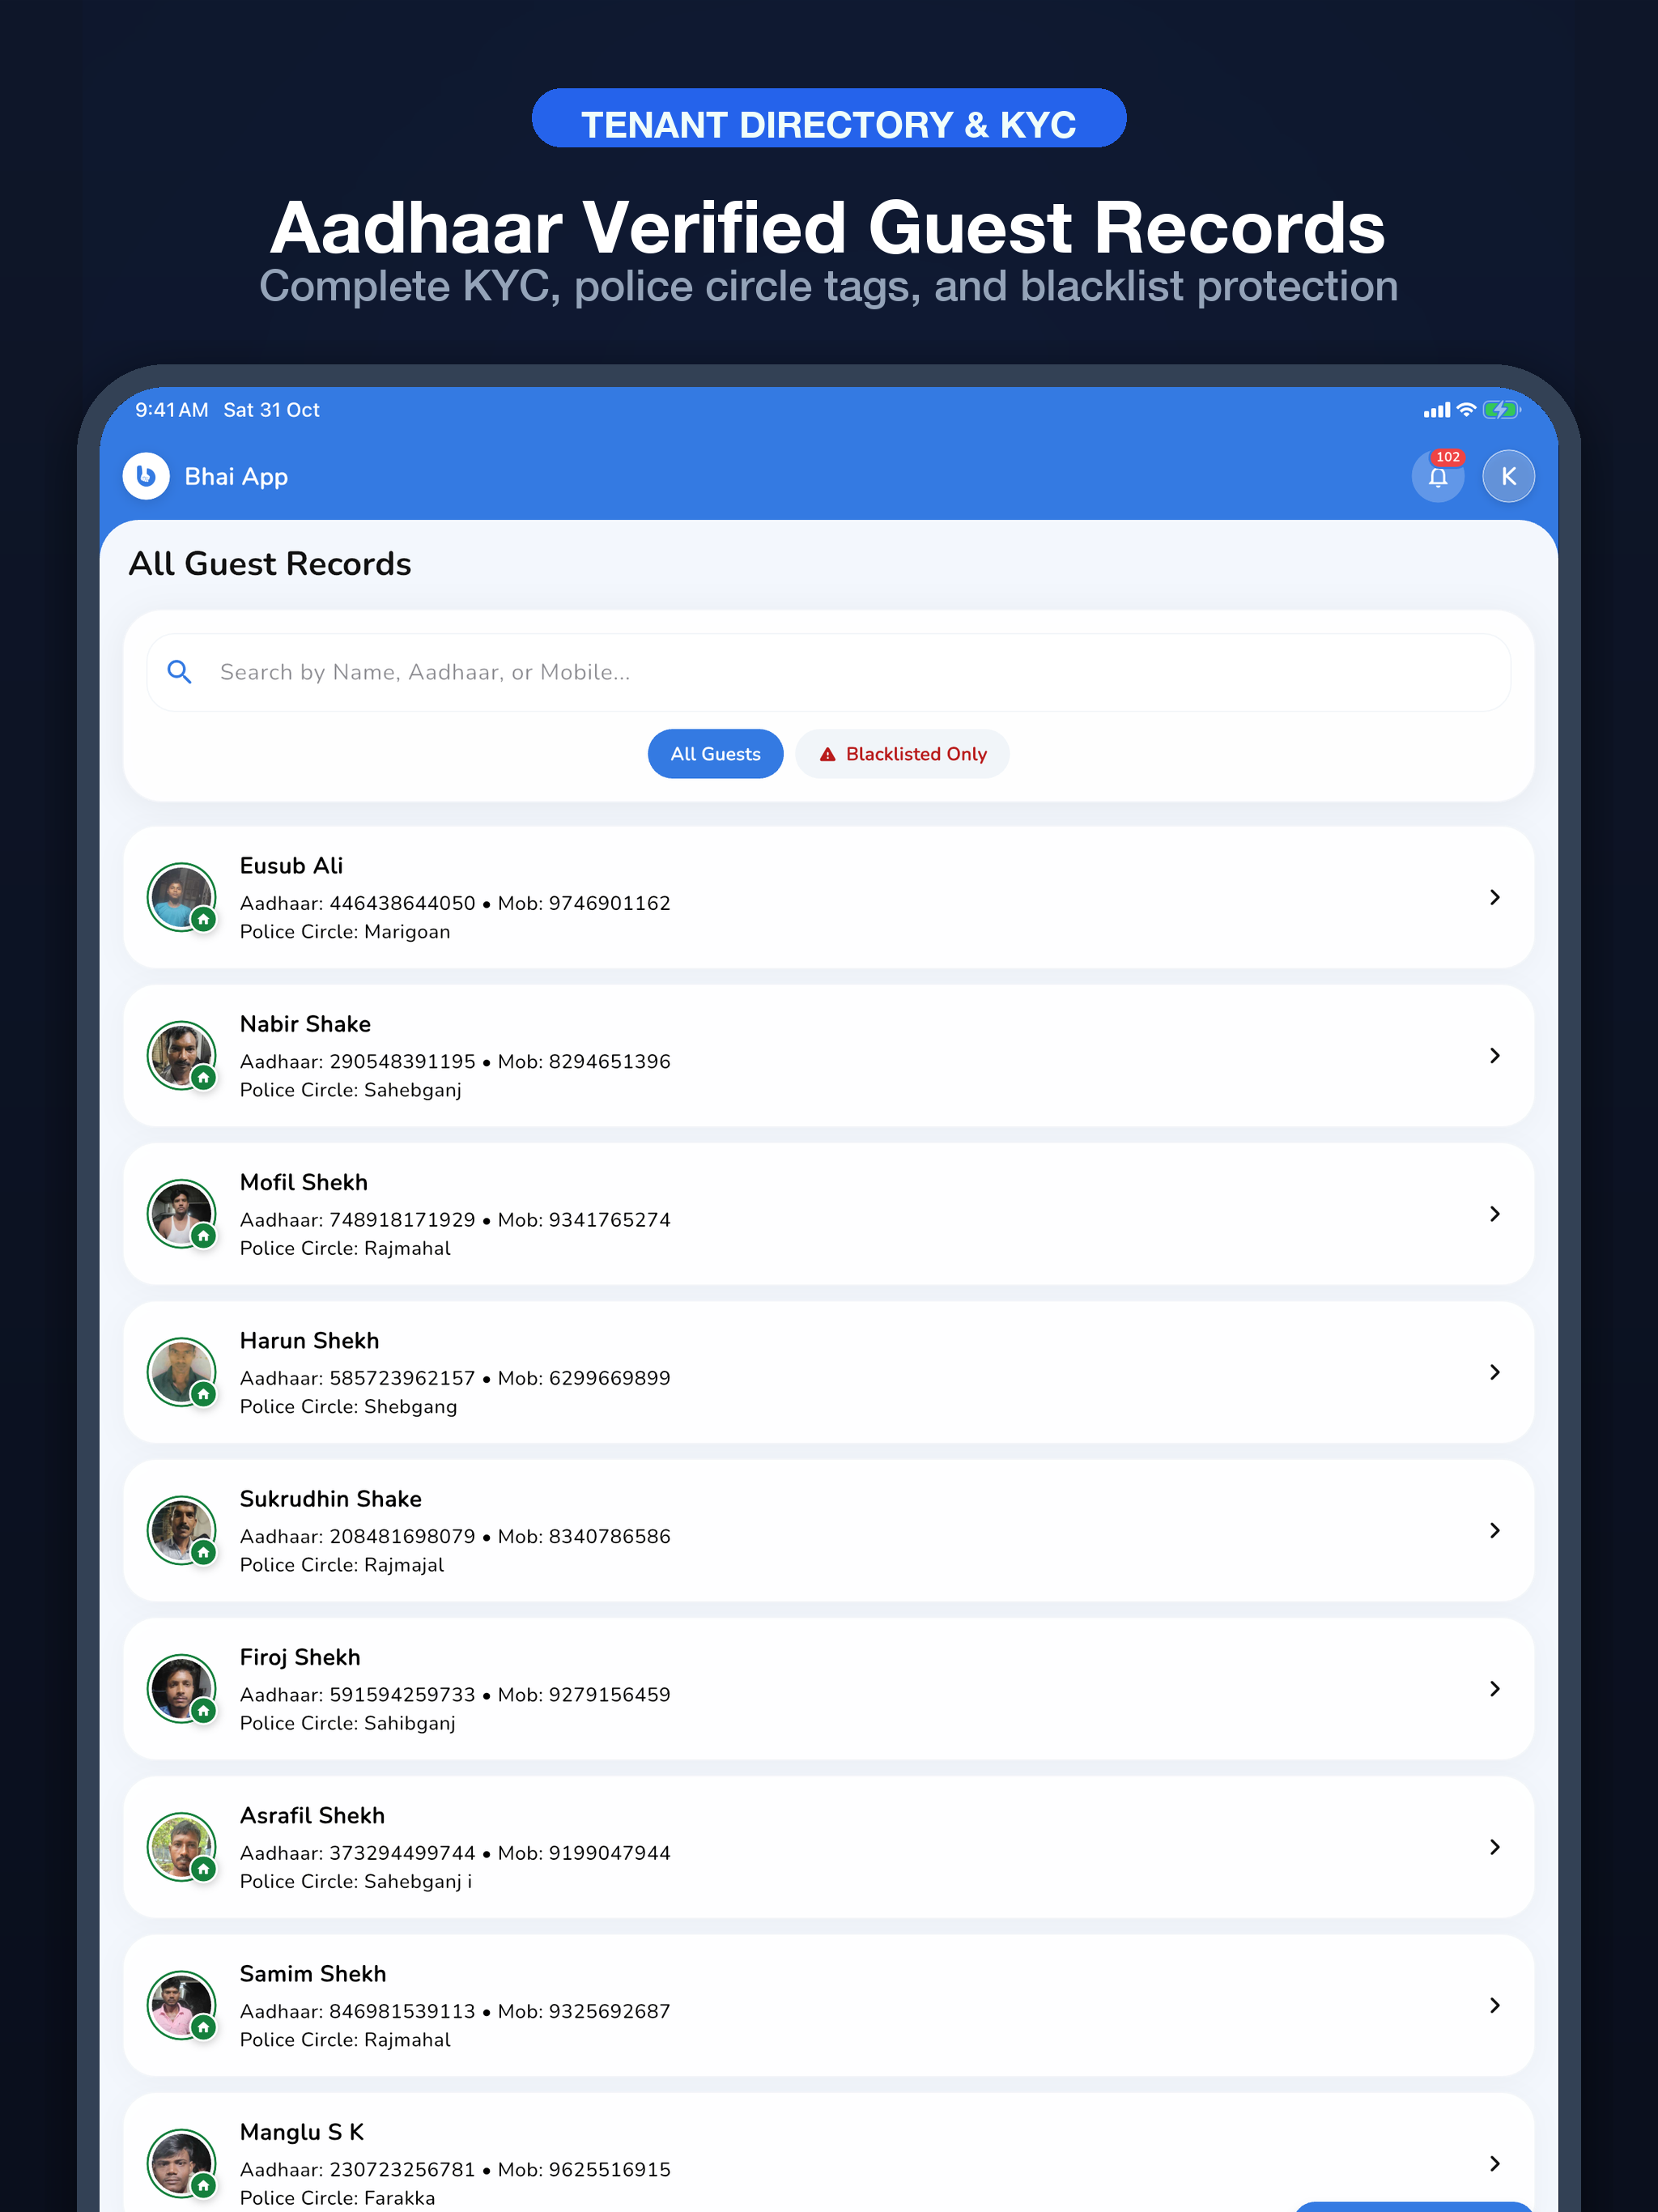 TENANT DIRECTORY & KYC
Aadhaar Verified Guest Records
Complete KYC, police circle tags, and blacklist protection
9:41 AM Sat 31 Oct
Bhai App
102
K
All Guest Records
Search by Name, Aadhaar, or Mobile...
All Guests
Blacklisted Only
Eusub Ali
Aadhaar: 446438644050 • Mob: 9746901162
Police Circle: Marigoan
Nabir Shake
Aadhaar: 290548391195 • Mob: 8294651396
Police Circle: Sahebganj
Mofil Shekh
Aadhaar: 748918171929 • Mob: 9341765274
Police Circle: Rajmahal
Harun Shekh
Aadhaar: 585723962157 • Mob: 6299669899
Police Circle: Shebgang
Sukrudhin Shake
Aadhaar: 208481698079 • Mob: 8340786586
Police Circle: Rajmajal
Firoj Shekh
Aadhaar: 591594259733 • Mob: 9279156459
Police Circle: Sahibganj
Asrafil Shekh
Aadhaar: 373294499744 • Mob: 9199047944
Police Circle: Sahebganj i
Samim Shekh
Aadhaar: 846981539113 • Mob: 9325692687
Police Circle: Rajmahal
Manglu S K
Aadhaar: 230723256781 • Mob: 9625516915
Police Circle: Farakka